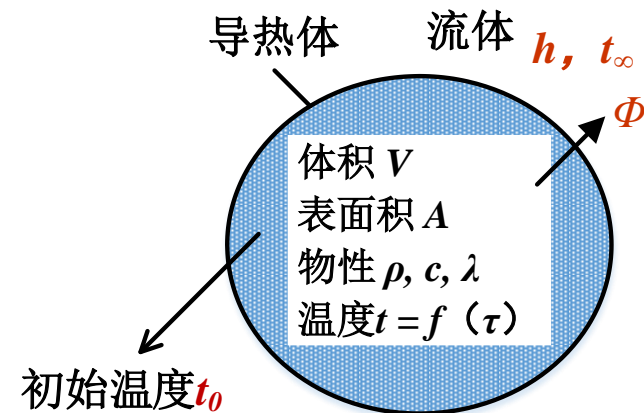 导热体
流体 h，t∞
Φ
体积 V
表面积 A
物性 ρ, c, λ
温度t = f（τ）
初始温度t₀